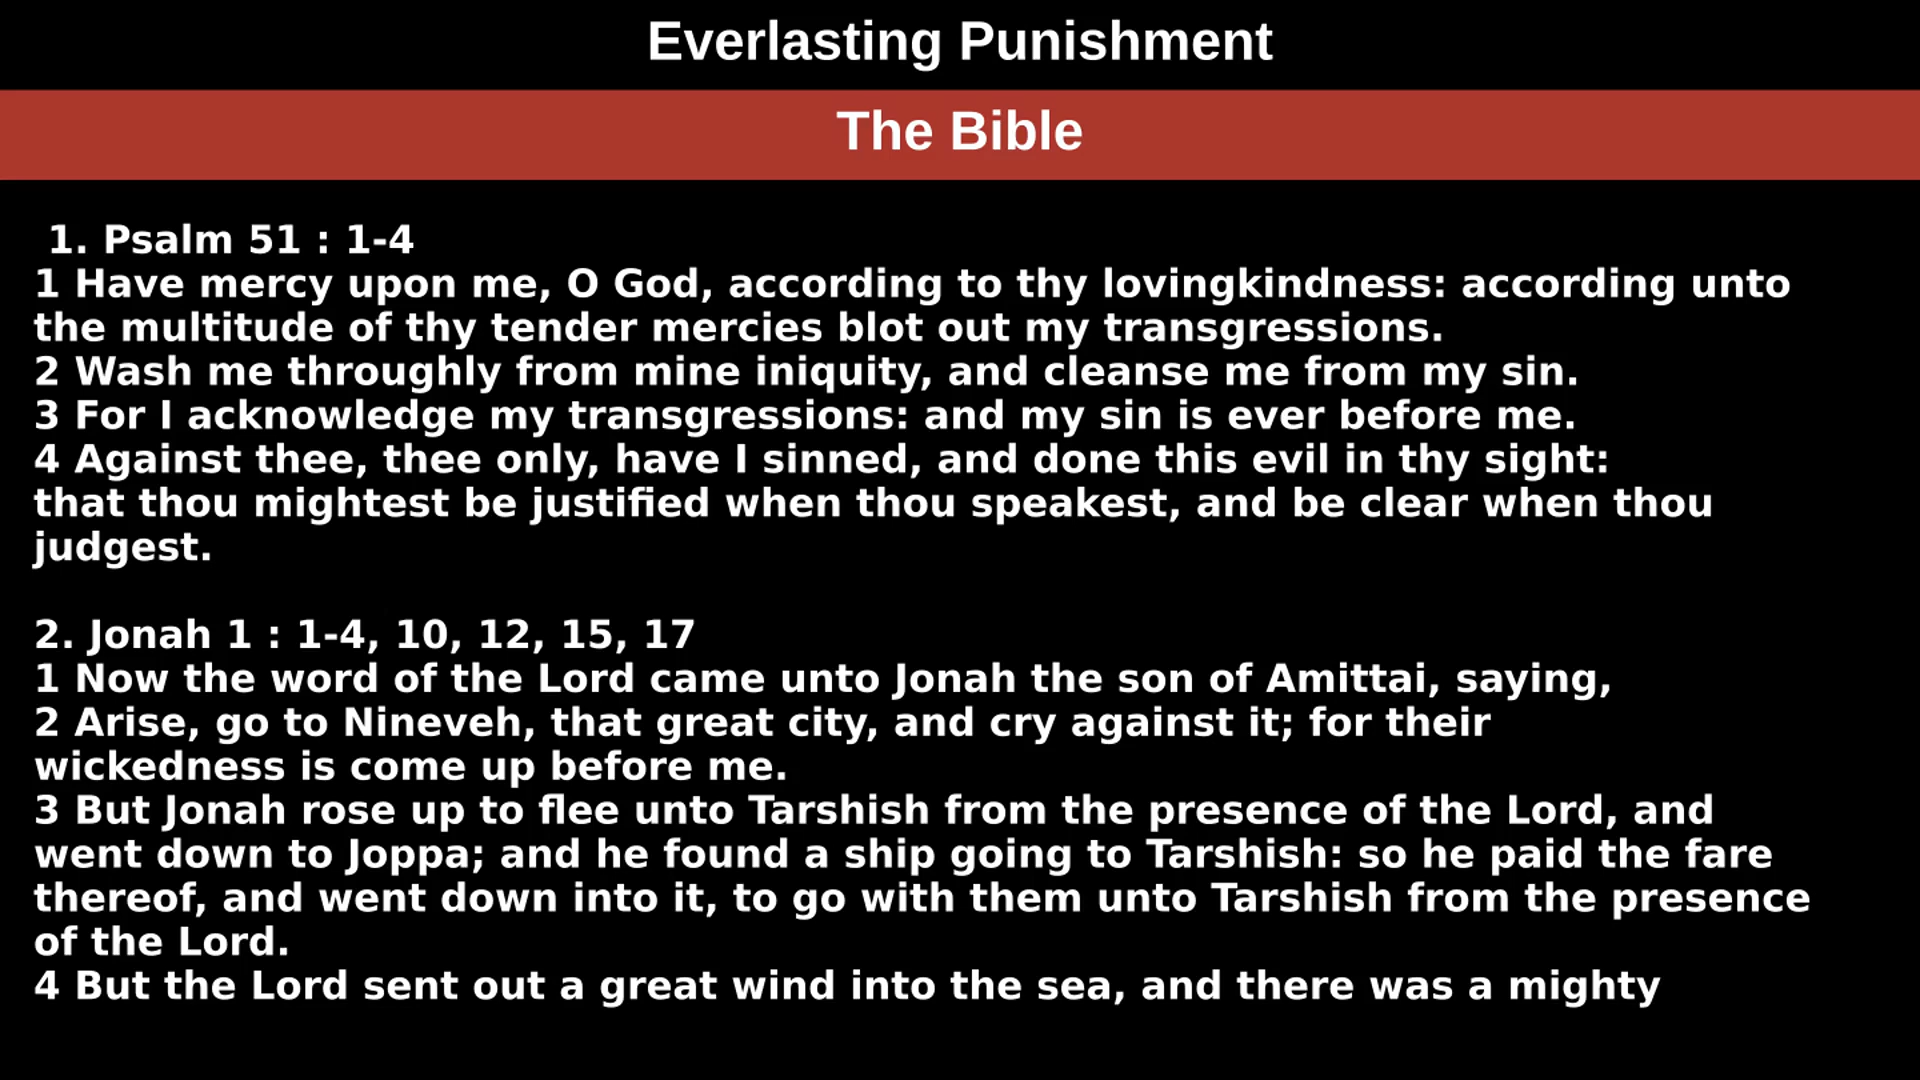 Everlasting Punishment
The Bible
1. Psalm 51 : 1-4
1 Have mercy upon me, O God, according to thy lovingkindness: according unto
the multitude of thy tender mercies blot out my transgressions.
2 Wash me throughly from mine iniquity, and cleanse me from my sin.
3 For I acknowledge my transgressions: and my sin is ever before me.
4 Against thee, thee only, have I sinned, and done this evil in thy sight:
that thou mightest be justified when thou speakest, and be clear when thou
judgest.
2. Jonah 1 : 1-4, 10, 12, 15, 17
1 Now the word of the Lord came unto Jonah the son of Amittai, saying,
2 Arise, go to Nineveh, that great city, and cry against it; for their
wickedness is come up before me.
3 But Jonah rose up to flee unto Tarshish from the presence of the Lord, and
went down to Joppa; and he found a ship going to Tarshish: so he paid the fare
thereof, and went down into it, to go with them unto Tarshish from the presence
of the Lord.
4 But the Lord sent out a great wind into the sea, and there was a mighty